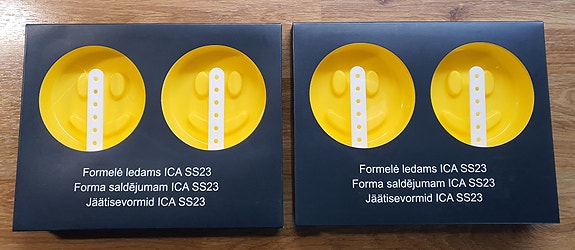 Formelė ledams ICA SS23
Forma saldējumam ICA SS23
Jäätisevormid ICA SS23
Formelė ledams ICA SS23
Forma saldējumam ICA SS23
Jäätisevormid ICA SS23